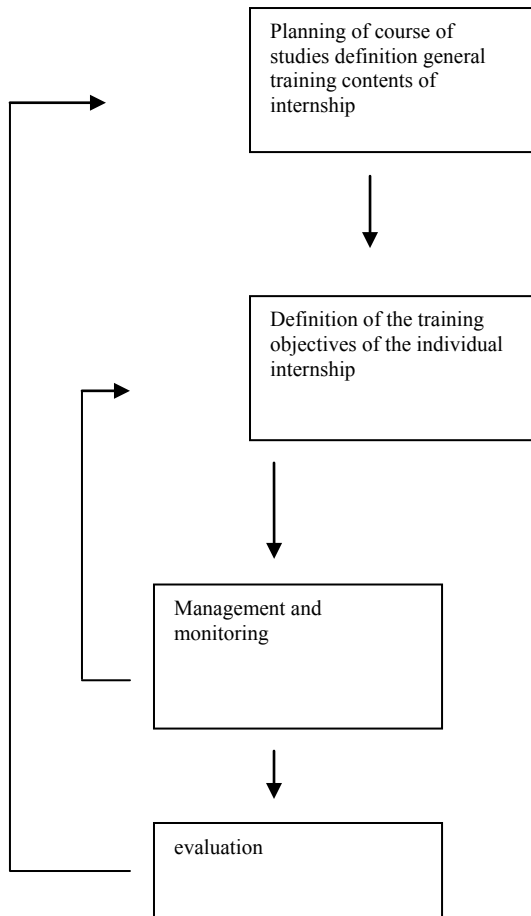 Planning of course of
studies definition general
training contents of
internship
Definition of the training
objectives of the individual
internship
Management and
monitoring
evaluation